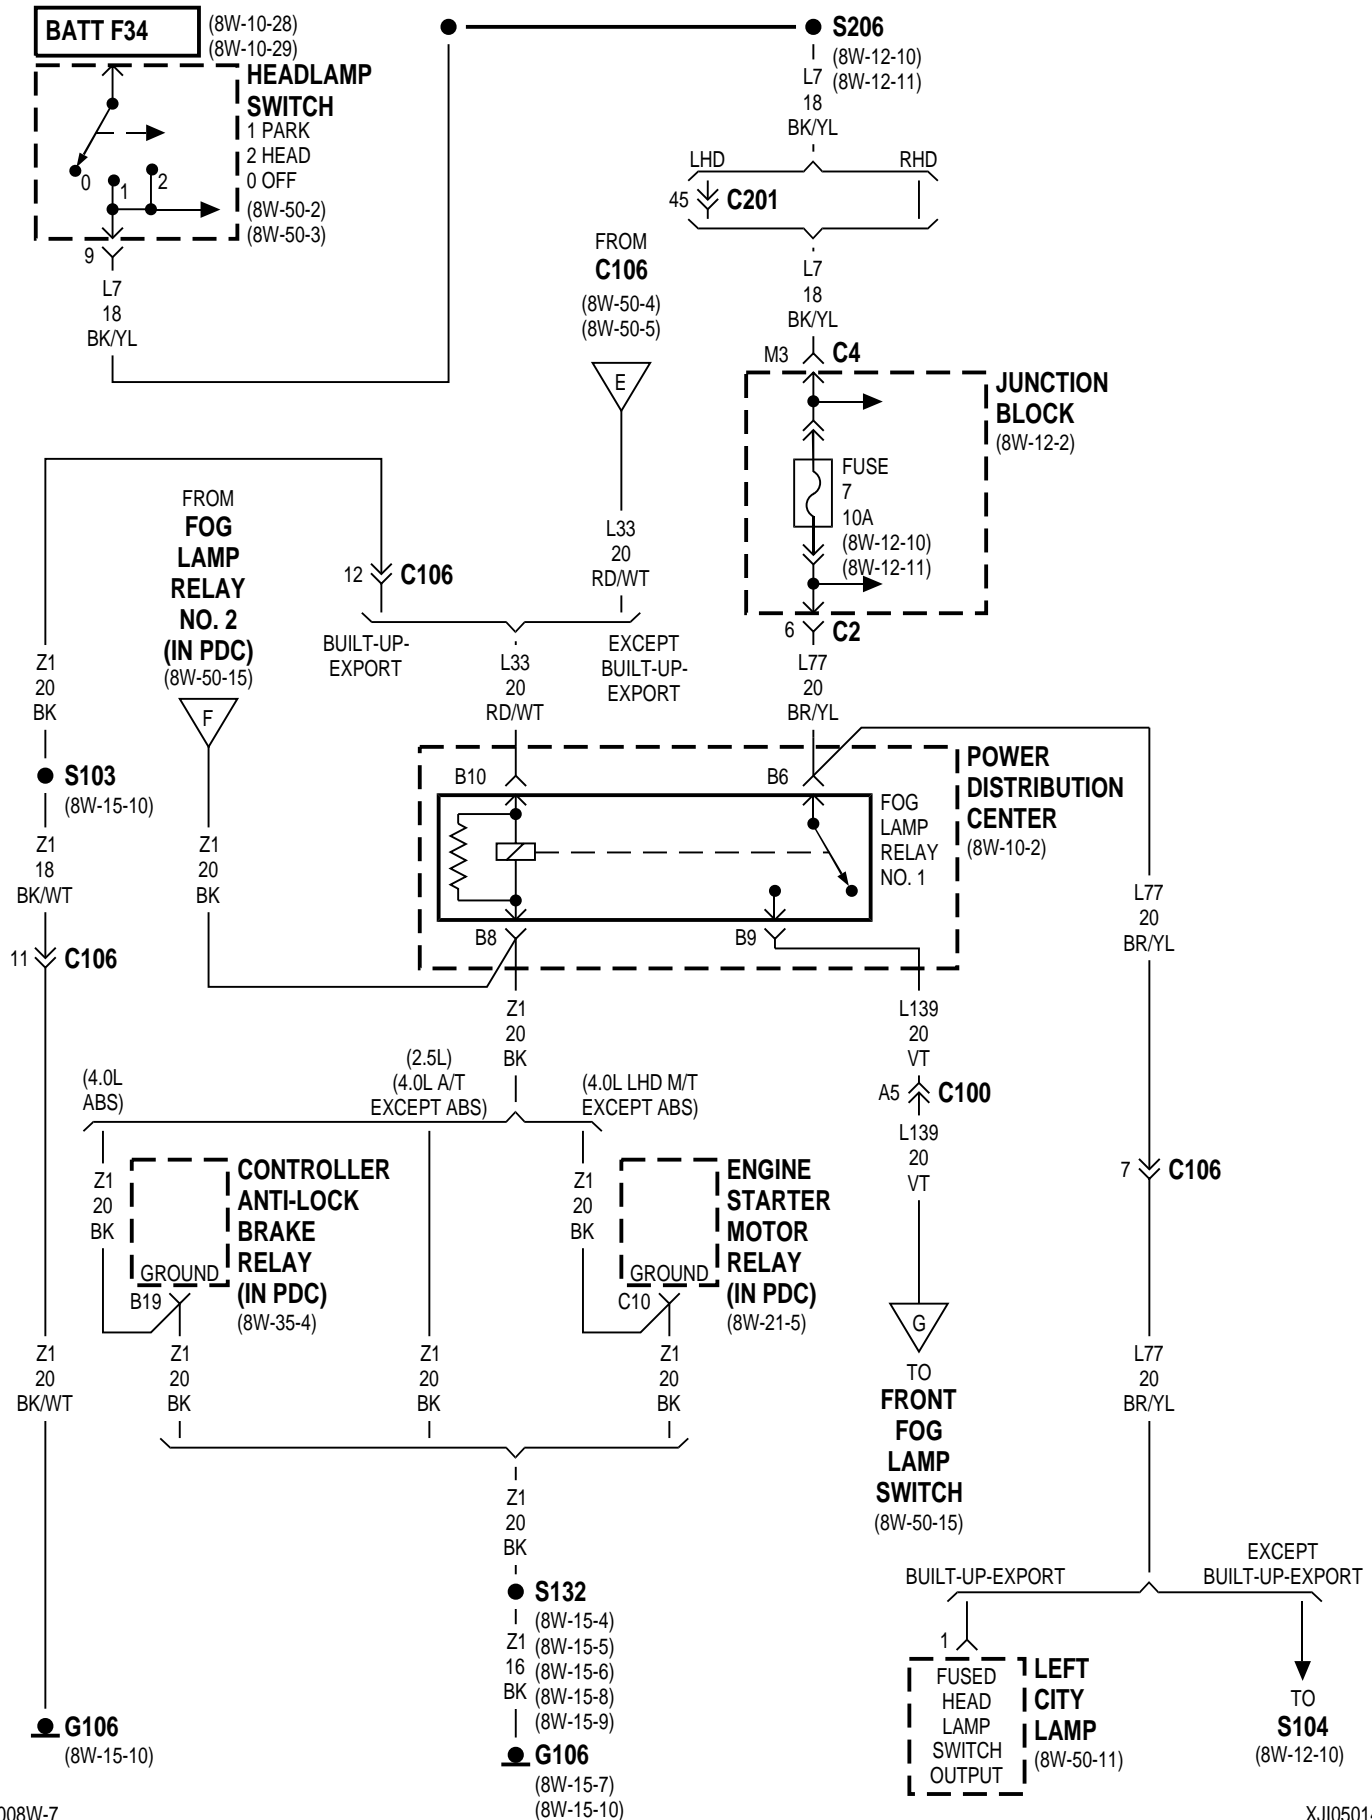 BATT F34
(8W-10-28)
(8W-10-29)
HEADLAMP
SWITCH
1 PARK
2 HEAD
0 OFF
(8W-50-2)
(8W-50-3)
0
1
2
9
L7
18
BK/YL
S206
(8W-12-10)
(8W-12-11)
L7
18
BK/YL
LHD
RHD
45
C201
L7
18
BK/YL
M3
C4
JUNCTION
BLOCK
(8W-12-2)
FUSE
7
10A
(8W-12-10)
(8W-12-11)
6
C2
L77
20
BR/YL
FROM
C106
(8W-50-4)
(8W-50-5)
E
L33
20
RD/WT
12
C106
BUILT-UP-
EXPORT
EXCEPT
BUILT-UP-
EXPORT
L33
20
RD/WT
FROM
FOG
LAMP
RELAY
NO. 2
(IN PDC)
(8W-50-15)
F
Z1
20
BK
Z1
20
BK
S103
(8W-15-10)
Z1
18
BK/WT
11
C106
B10
B6
FOG
LAMP
RELAY
NO. 1
POWER
DISTRIBUTION
CENTER
(8W-10-2)
B8
B9
L77
20
BR/YL
Z1
20
BK
L139
20
VT
A5
C100
L139
20
VT
(4.0L
ABS)
(2.5L)
(4.0L A/T
EXCEPT ABS)
(4.0L LHD M/T
EXCEPT ABS)
Z1
20
BK
CONTROLLER
ANTI-LOCK
BRAKE
RELAY
(IN PDC)
(8W-35-4)
GROUND
B19
Z1
20
BK
ENGINE
STARTER
MOTOR
RELAY
(IN PDC)
(8W-21-5)
GROUND
C10
7
C106
G
TO
FRONT
FOG
LAMP
SWITCH
(8W-50-15)
Z1
20
BK/WT
Z1
20
BK
Z1
20
BK
Z1
20
BK
L77
20
BR/YL
Z1
20
BK
S132
(8W-15-4)
(8W-15-5)
(8W-15-6)
(8W-15-8)
(8W-15-9)
Z1
16
BK
G106
(8W-15-7)
(8W-15-10)
G106
(8W-15-10)
BUILT-UP-EXPORT
EXCEPT
BUILT-UP-EXPORT
1
FUSED
HEAD
LAMP
SWITCH
OUTPUT
LEFT
CITY
LAMP
(8W-50-11)
TO
S104
(8W-12-10)
008W-7
XJI0501